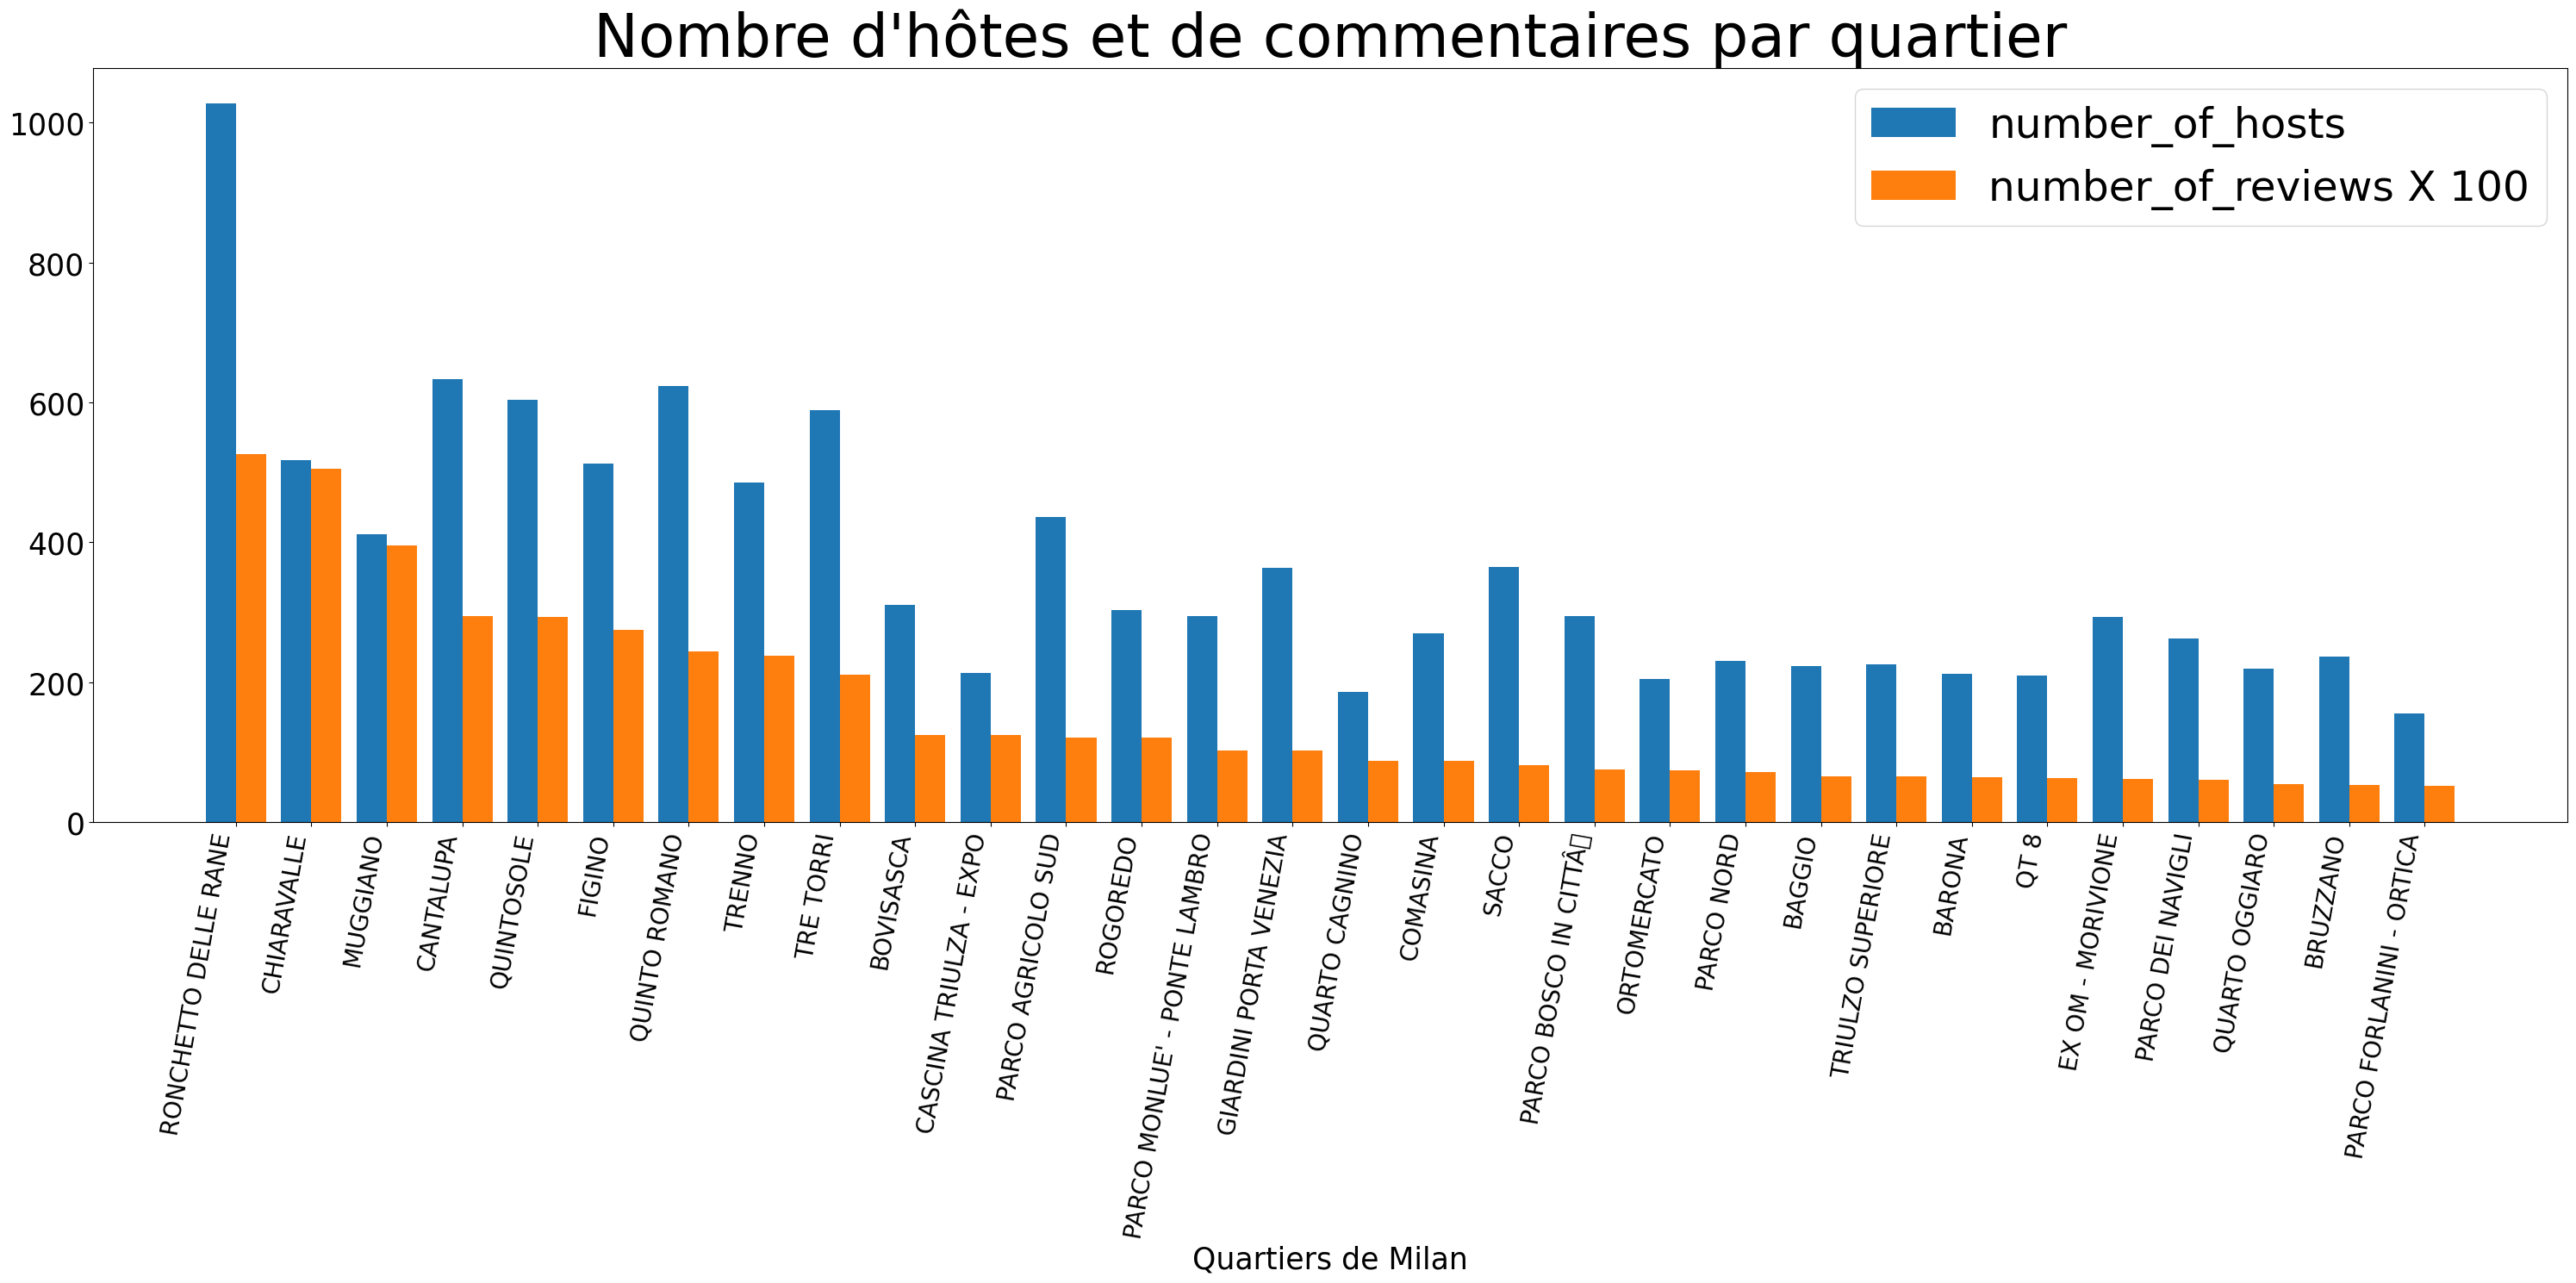 Nombre d'hôtes et de commentaires par quartier
number_of_hosts
number_of_reviews X 100
1000
800
600
400
200
0
RONCHETTO DELLE RANE
CHIARAVALLE
MUGGIANO
CANTALUPA
QUINTOSOLE
FIGINO
QUINTO ROMANO
TRENNO
TRE TORRI
BOVISASCA
CASCINA TRIULZA - EXPO
PARCO AGRICOLO SUD
ROGOREDO
PARCO MONLUE' - PONTE LAMBRO
GIARDINI PORTA VENEZIA
QUARTO CAGNINO
COMASINA
SACCO
PARCO BOSCO IN CITTÂ▯
ORTOMERCATO
PARCO NORD
BAGGIO
TRIULZO SUPERIORE
BARONA
QT 8
EX OM - MORIVIONE
PARCO DEI NAVIGLI
QUARTO OGGIARO
BRUZZANO
PARCO FORLANINI - ORTICA
Quartiers de Milan